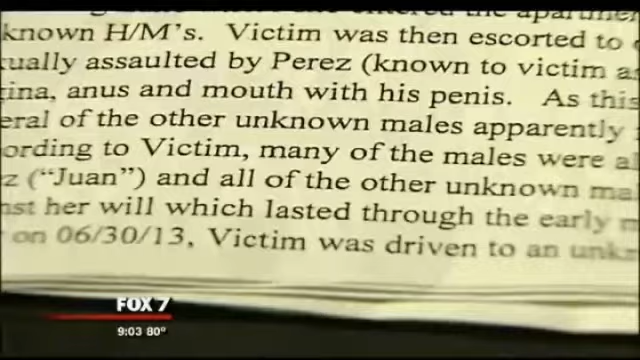 known H/M's. Victim was then escorted to
ually assaulted by Perez (known to victim a
ina, anus and mouth with his penis. As this
eral of the other unknown males apparently
ording to Victim, many of the males were a
z ("Juan") and all of the other unknown ma
nst her will which lasted through the early m
on 06/30/13, Victim was driven to an unkn
FOX 7
9:03 80°